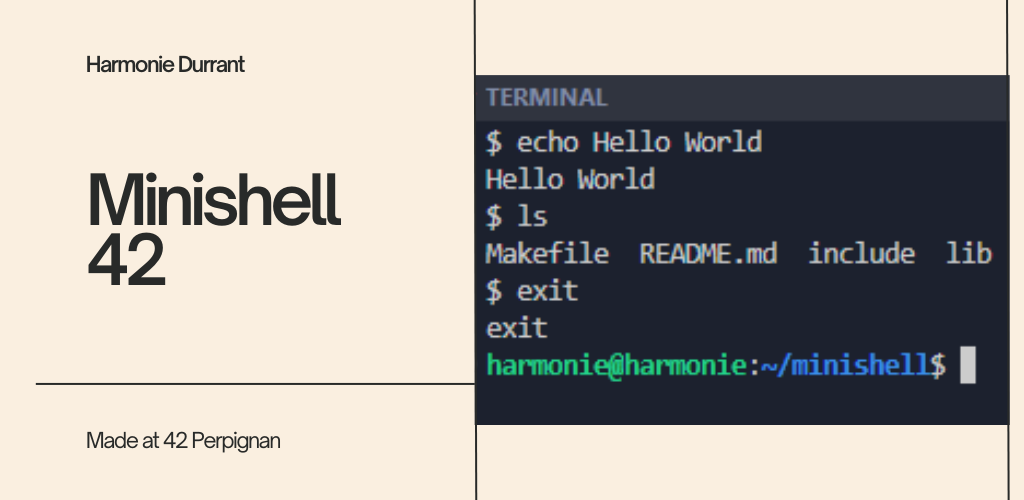 Harmonie Durrant
Minishell
42
Made at 42 Perpignan
TERMINAL
$ echo Hello World
Hello World
$ ls
Makefile  README.md  include  lib
$ exit
exit
harmonie@harmonie:~/minishell$